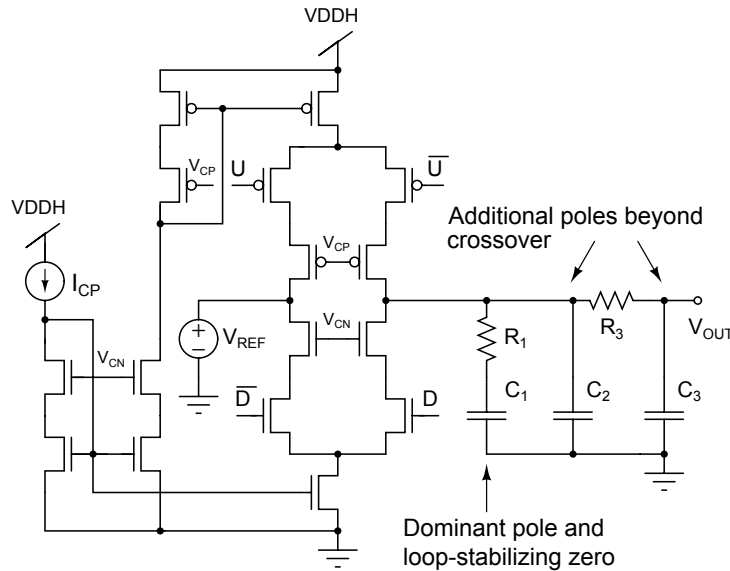 VDDH
V_CP
U
U̅
VDDH
V_CP
Additional poles beyond
crossover
I_CP
V_CN
V_REF
V_CN
R_1
R_3
V_OUT
D̅
D
C_1
C_2
C_3
Dominant pole and
loop-stabilizing zero